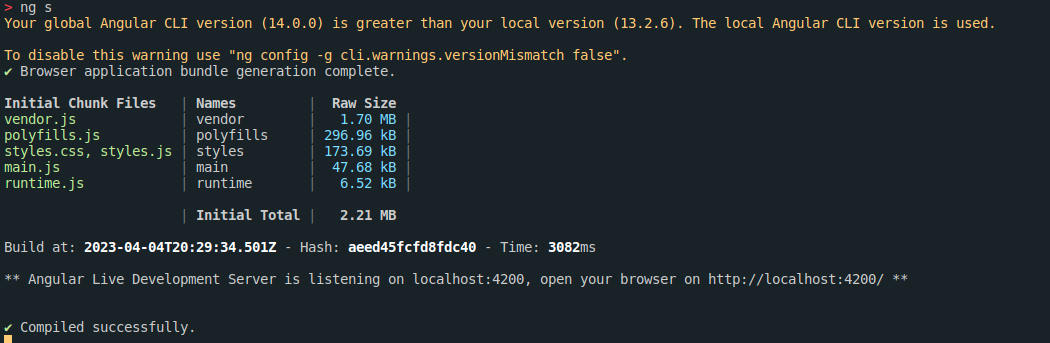 > ng s
Your global Angular CLI version (14.0.0) is greater than your local version (13.2.6). The local Angular CLI version is used.
To disable this warning use "ng config -g cli.warnings.versionMismatch false".
✔ Browser application bundle generation complete.
Initial Chunk Files | Names | Raw Size
vendor.js | vendor | 1.70 MB |
polyfills.js | polyfills | 296.96 kB |
styles.css, styles.js | styles | 173.69 kB |
main.js | main | 47.68 kB |
runtime.js | runtime | 6.52 kB |
| Initial Total | 2.21 MB
Build at: 2023-04-04T20:29:34.501Z - Hash: aeed45fcfd8fdc40 - Time: 3082ms
** Angular Live Development Server is listening on localhost:4200, open your browser on http://localhost:4200/ **
✔ Compiled successfully.